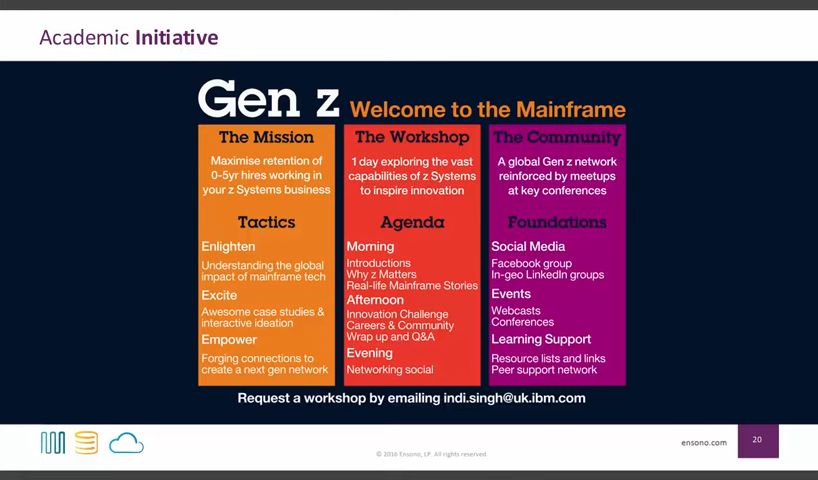 Academic Initiative
Gen z Welcome to the Mainframe
The Mission
Maximise retention of
0-5yr hires working in
your z Systems business
Tactics
Enlighten
Understanding the global
impact of mainframe tech
Excite
Awesome case studies &
interactive ideation
Empower
Forging connections to
create a next gen network
The Workshop
1 day exploring the vast
capabilities of z Systems
to inspire innovation
Agenda
Morning
Introductions
Why z Matters
Real-life Mainframe Stories
Afternoon
Innovation Challenge
Careers & Community
Wrap up and Q&A
Evening
Networking social
The Community
A global Gen z network
reinforced by meetups
at key conferences
Foundations
Social Media
Facebook group
In-geo LinkedIn groups
Events
Webcasts
Conferences
Learning Support
Resource lists and links
Peer support network
Request a workshop by emailing indi.singh@uk.ibm.com
© 2016 Ensono, LP. All rights reserved.
ensono.com
20